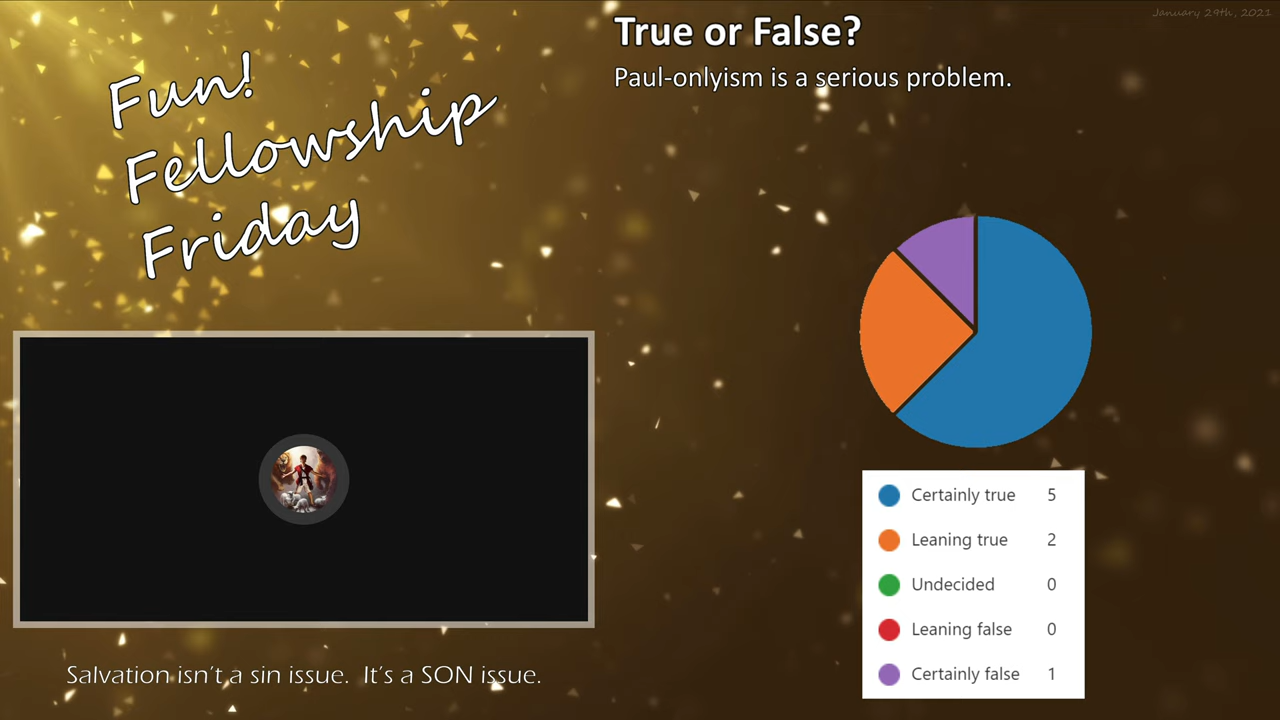 January 29th, 2021
Fun!
Fellowship
Friday
True or False?
Paul-onlyism is a serious problem.
Certainly true 5
Leaning true 2
Undecided 0
Leaning false 0
Certainly false 1
Salvation isn't a sin issue. It's a SON issue.